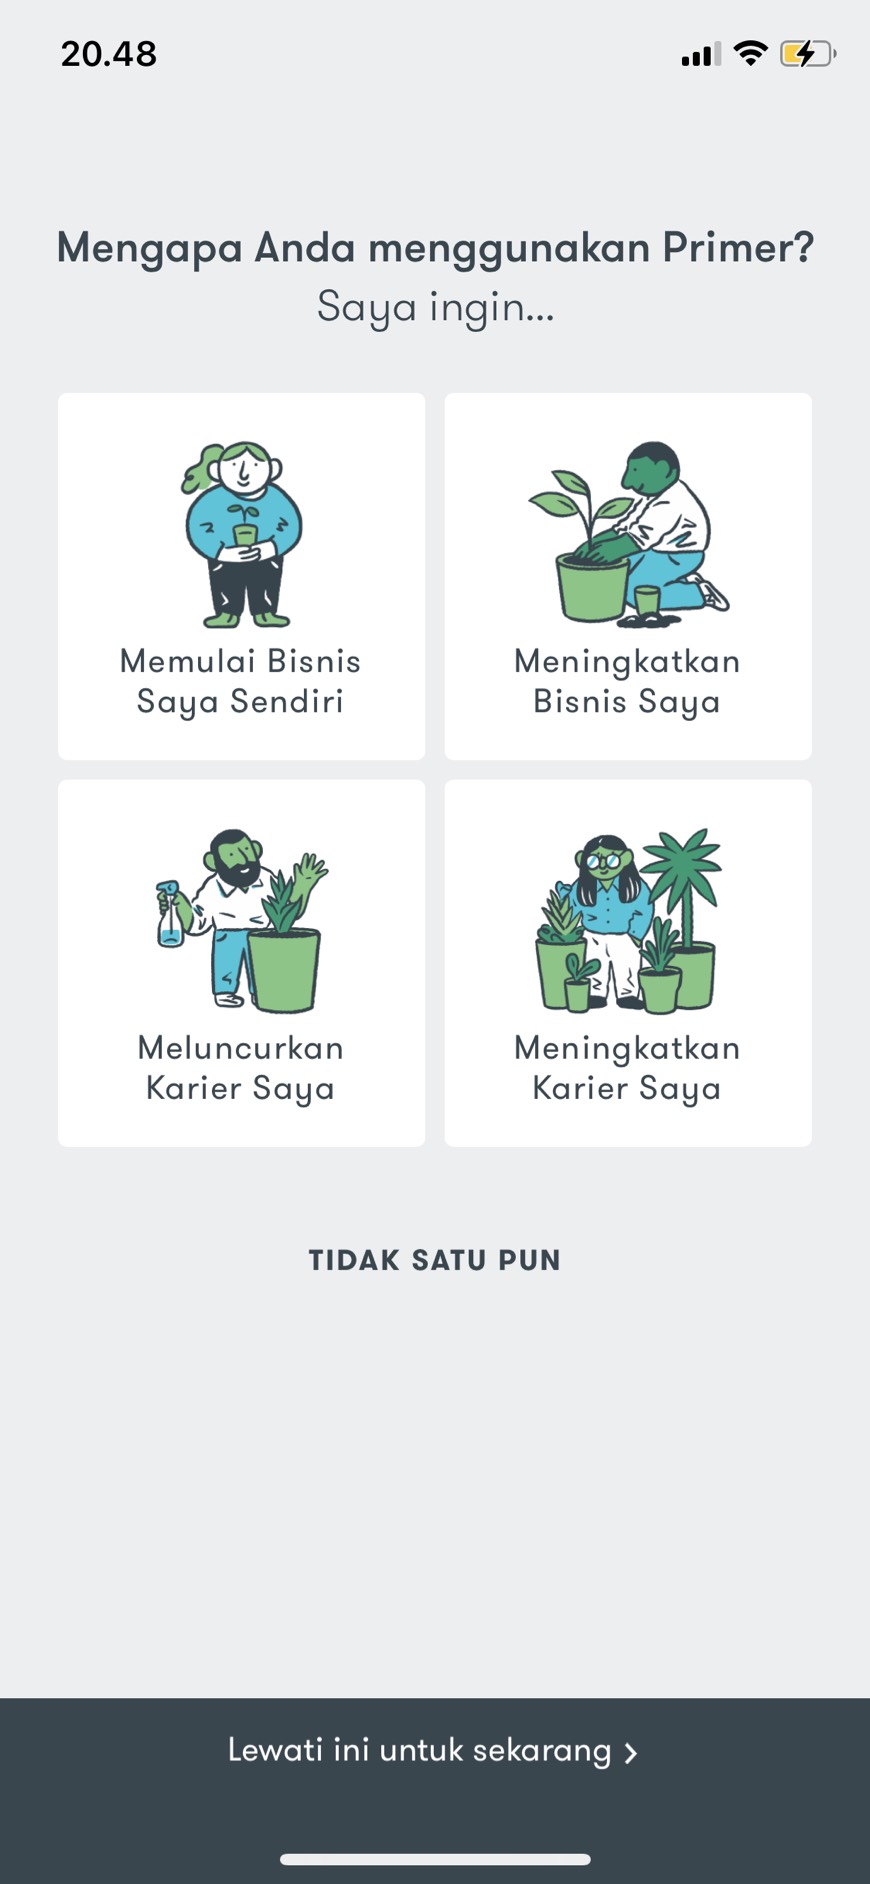 20.48
Mengapa Anda menggunakan Primer?
Saya ingin...
Memulai Bisnis
Saya Sendiri
Meningkatkan
Bisnis Saya
Meluncurkan
Karier Saya
Meningkatkan
Karier Saya
TIDAK SATU PUN
Lewati ini untuk sekarang >